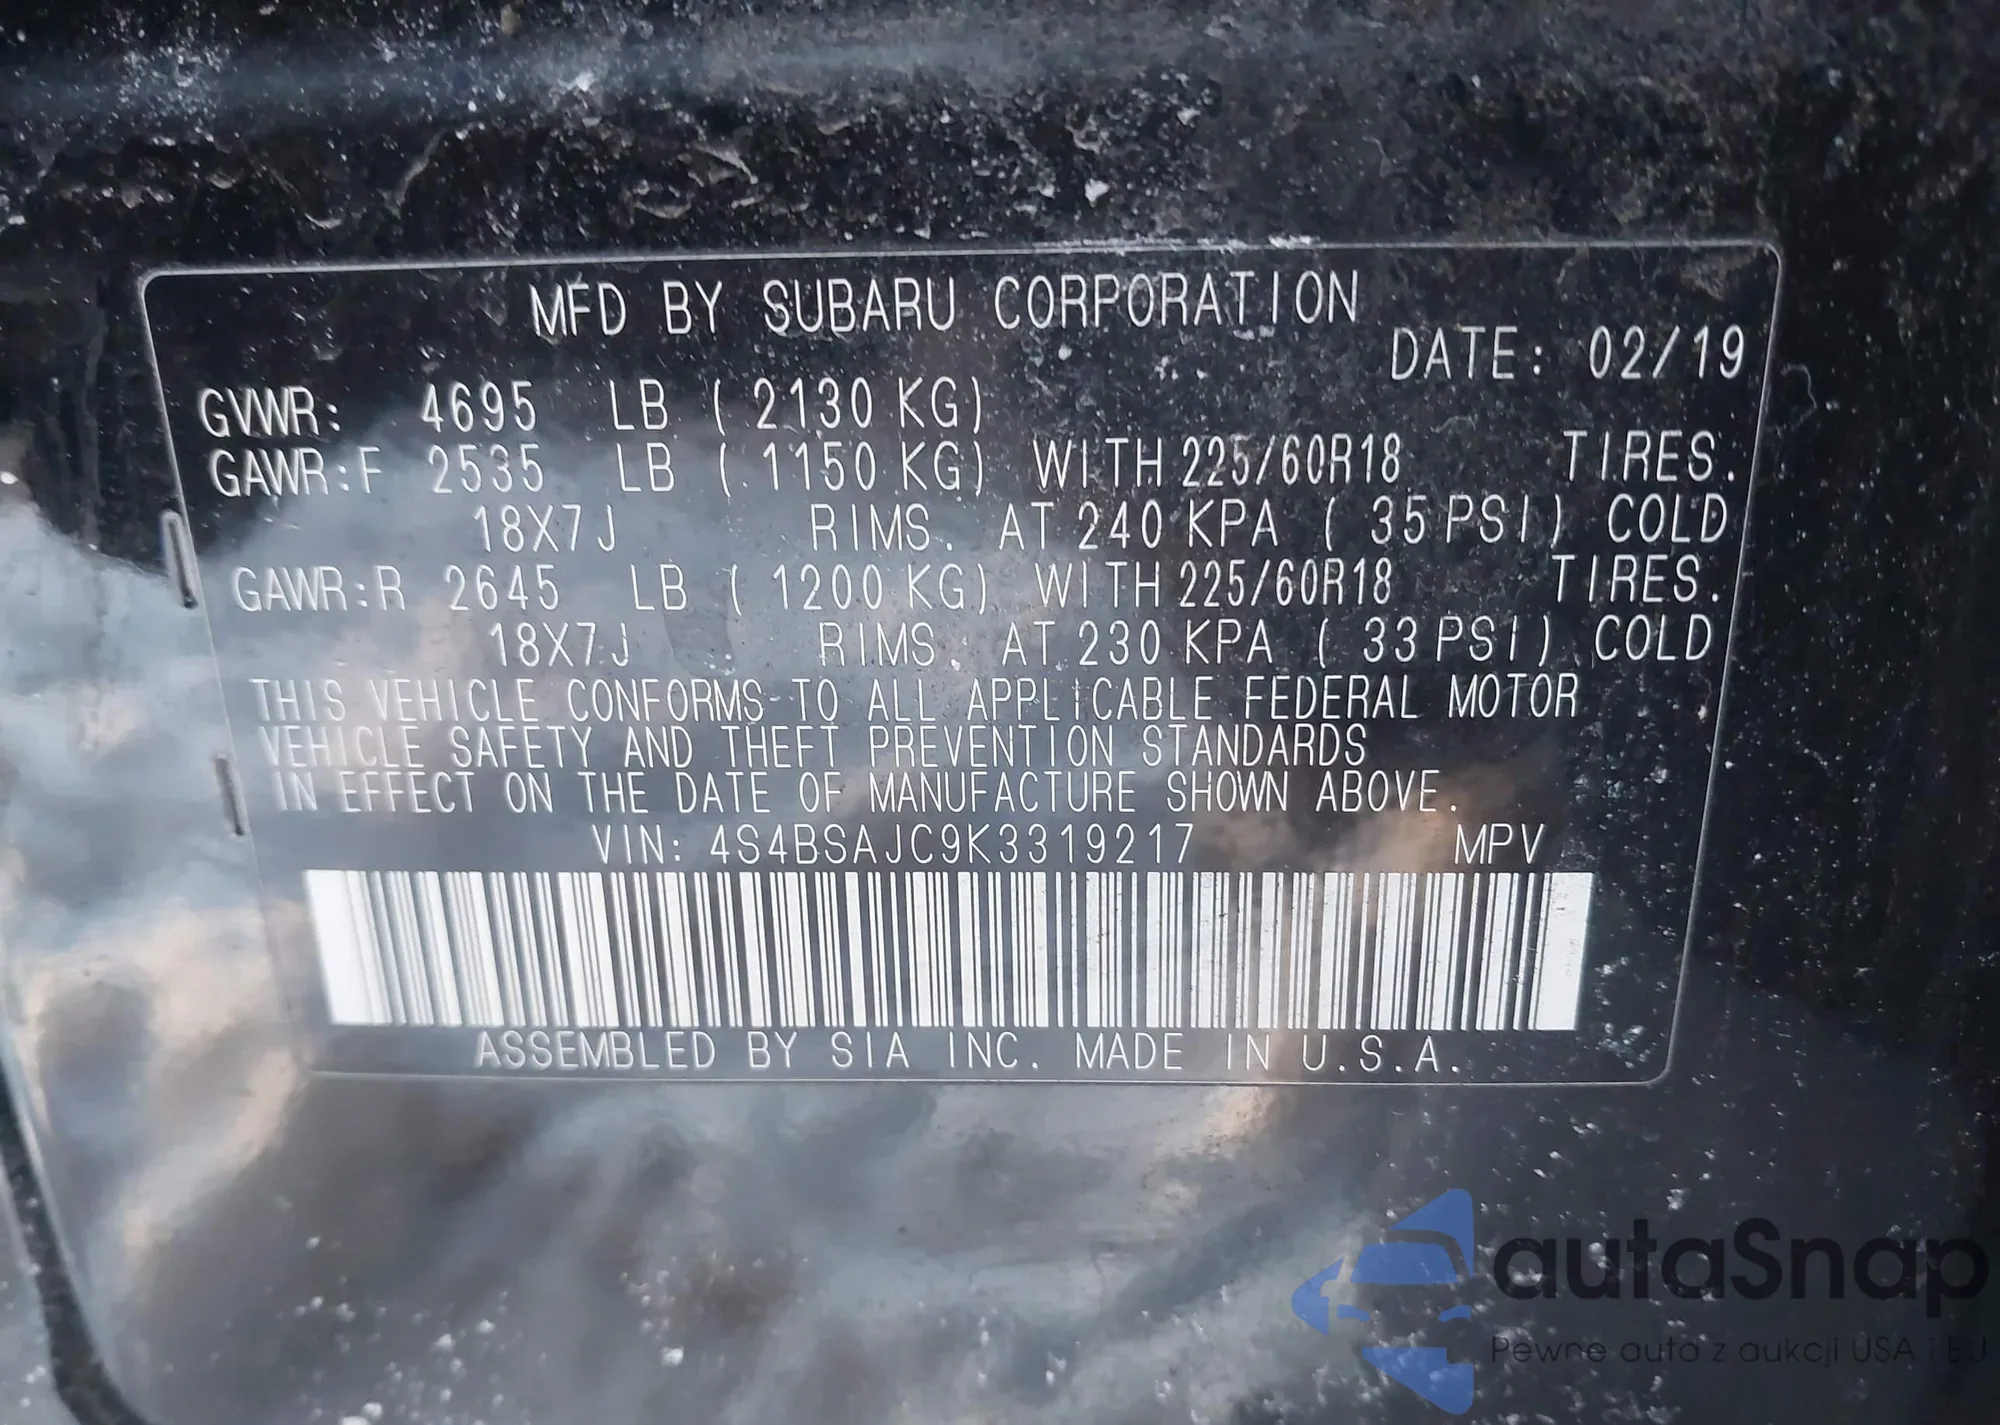 MFD BY SUBARU CORPORATION
DATE: 02/19
GVWR: 4695 LB ( 2130 KG)
GAWR:F 2535 LB ( 1150 KG) WITH 225/60R18 TIRES.
18X7J RIMS. AT 240 KPA ( 35 PSI) COLD
GAWR:R 2645 LB ( 1200 KG) WITH 225/60R18 TIRES.
18X7J RIMS. AT 230 KPA ( 33 PSI) COLD
THIS VEHICLE CONFORMS TO ALL APPLICABLE FEDERAL MOTOR
VEHICLE SAFETY AND THEFT PREVENTION STANDARDS
IN EFFECT ON THE DATE OF MANUFACTURE SHOWN ABOVE.
VIN: 4S4BSAJC9K3319217 MPV
ASSEMBLED BY SIA INC. MADE IN U.S.A.
autaSnap
Pewne auta z aukcji USA i EU